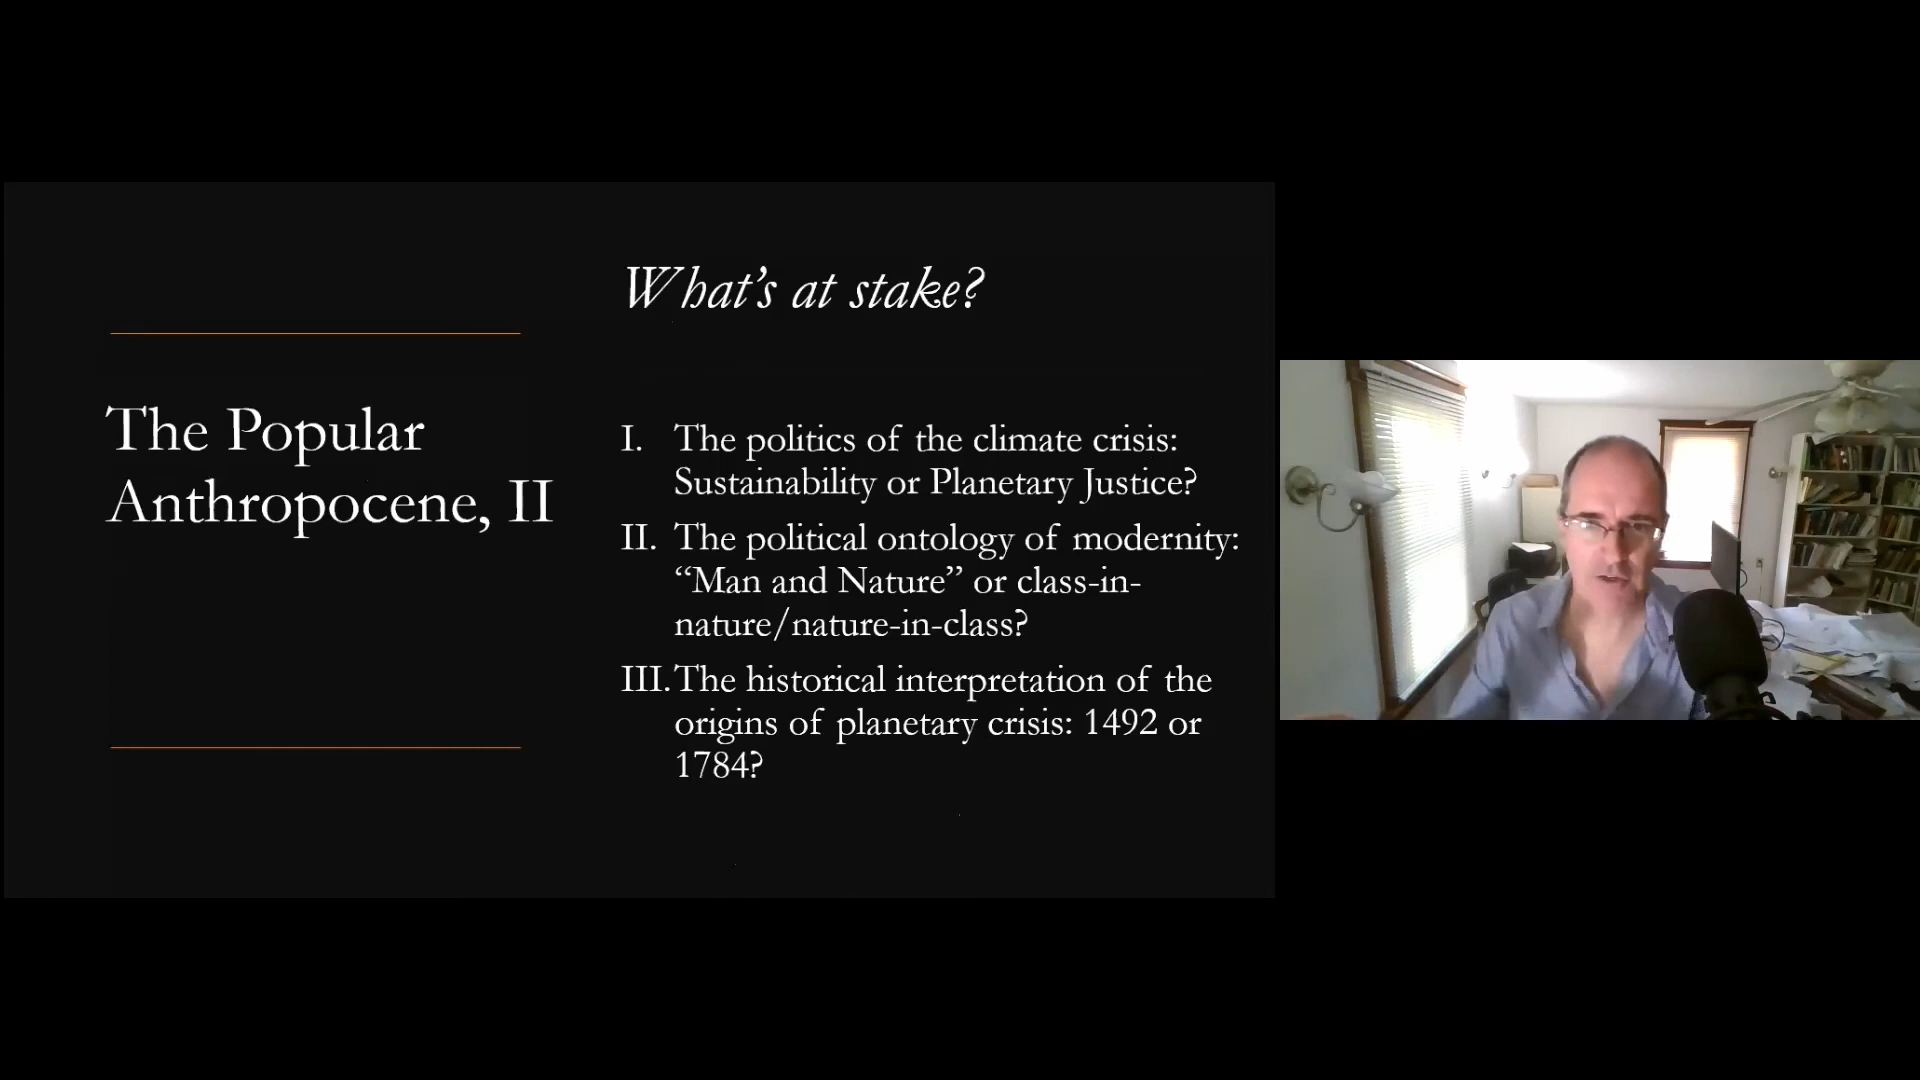 The Popular
Anthropocene, II
What’s at stake?
I. The politics of the climate crisis:
Sustainability or Planetary Justice?
II. The political ontology of modernity:
“Man and Nature” or class-in-
nature/nature-in-class?
III. The historical interpretation of the
origins of planetary crisis: 1492 or
1784?